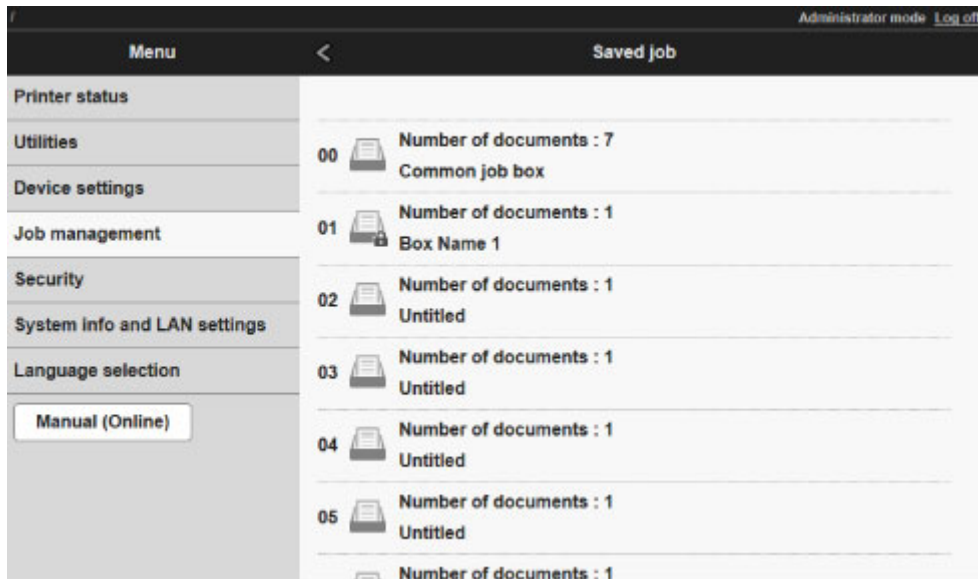 Administrator mode Log off
Menu
< Saved job
Printer status
Utilities
Device settings
Job management
Security
System info and LAN settings
Language selection
Manual (Online)
00
Number of documents : 7
Common job box
01
Number of documents : 1
Box Name 1
02
Number of documents : 1
Untitled
03
Number of documents : 1
Untitled
04
Number of documents : 1
Untitled
05
Number of documents : 1
Untitled
Number of documents : 1